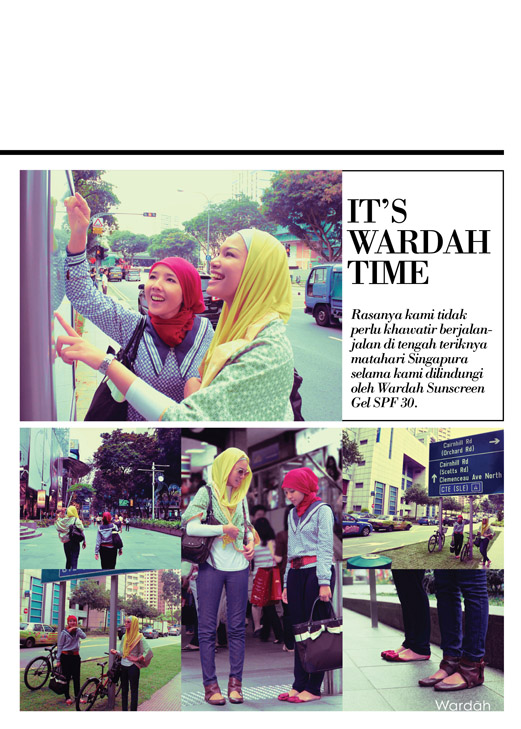 IT'S
WARDAH
TIME
Rasanya kami tidak
perlu khawatir berjalan-
jalan di tengah teriknya
matahari Singapura
selama kami dilindungi
oleh Wardah Sunscreen
Gel SPF 30.
Cairnhill Rd
(Orchard Rd)
Cairnhill Rd
(Scotts Rd)
Clemenceau Ave North
CTE (SLE)
Wardah